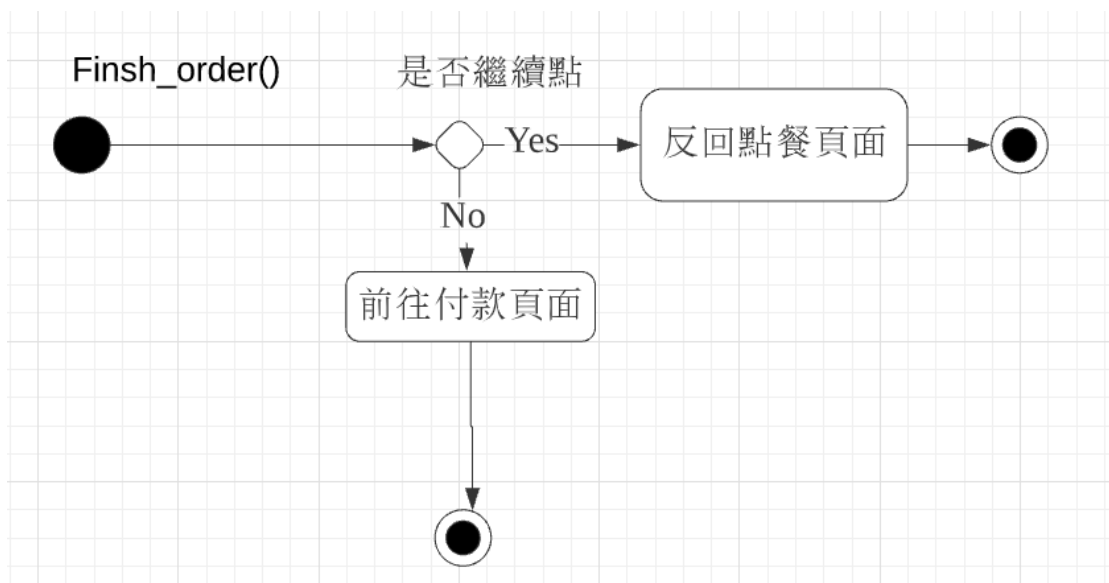 Finsh_order()
是否繼續點
Yes
反回點餐頁面
No
前往付款頁面